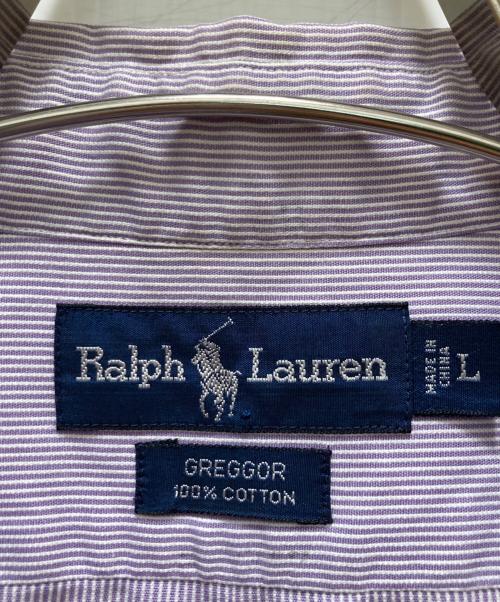 Ralph Lauren
MADE IN
CHINA
L
GREGGOR
100% COTTON